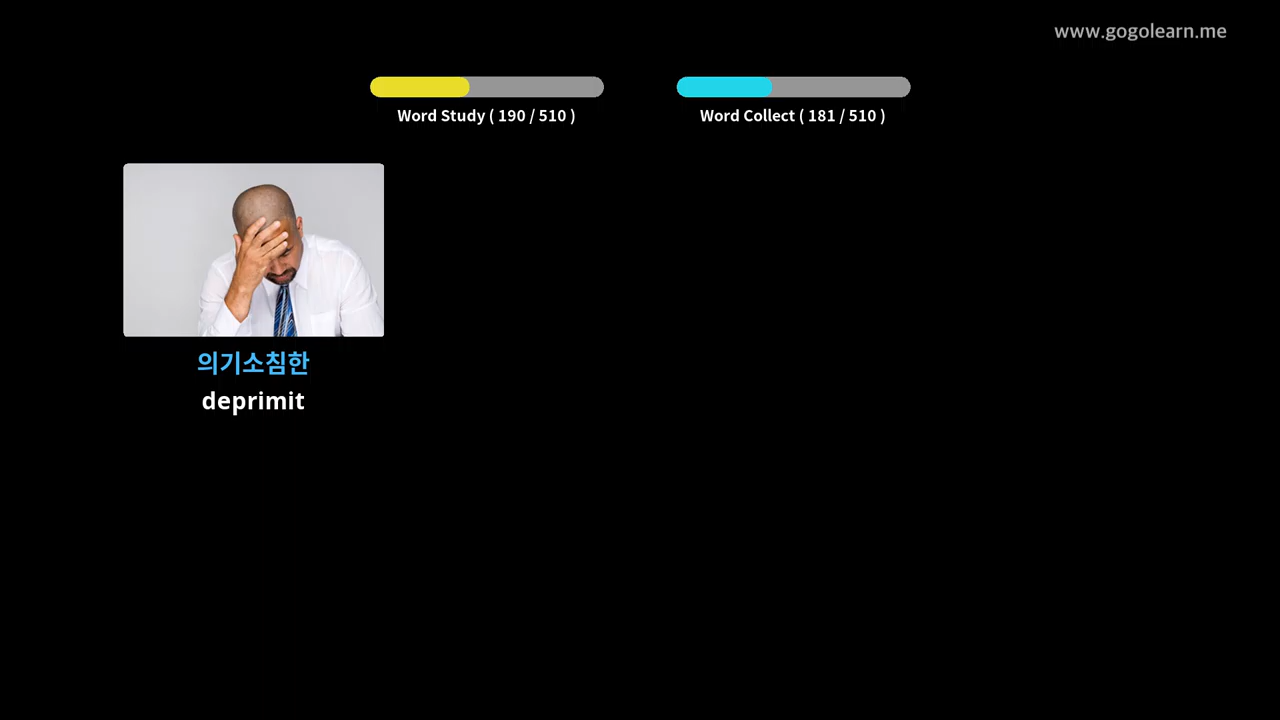 www.gogolearn.me
Word Study ( 190 / 510 )
Word Collect ( 181 / 510 )
의기소침한
deprimit